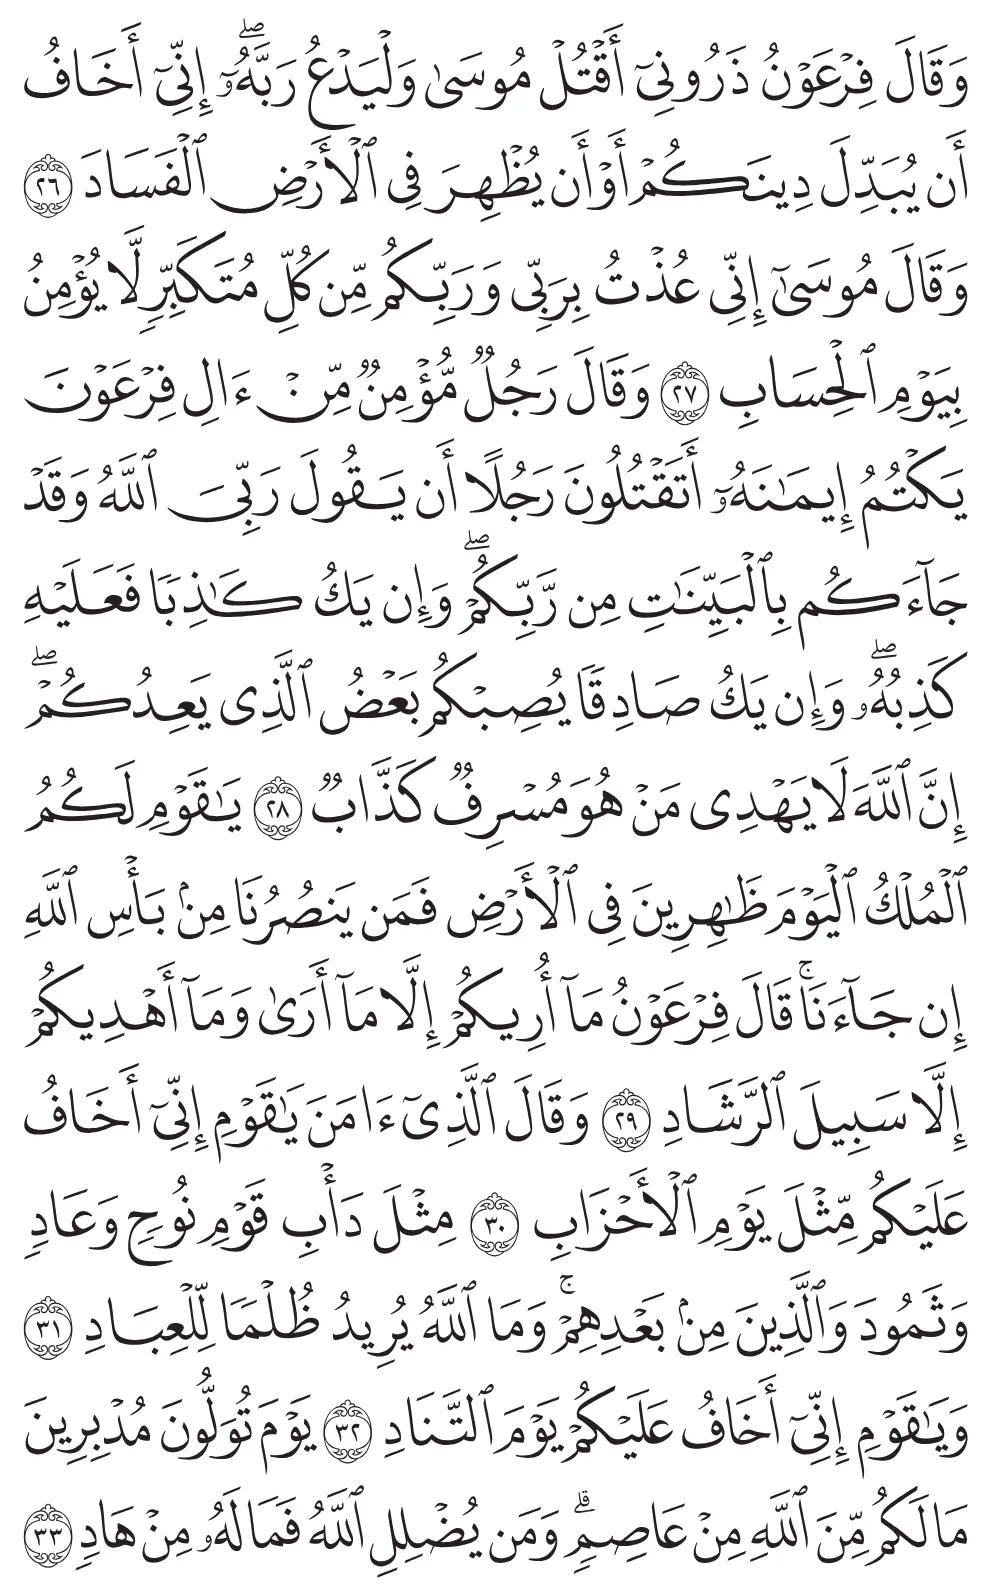 وَقَالَ فِرۡعَوۡنُ ذَرُونِيٓ أَقۡتُلۡ مُوسَىٰ وَلۡيَدۡعُ رَبَّهُۥٓۖ إِنِّيٓ أَخَافُ
أَن يُبَدِّلَ دِينَكُمۡ أَوۡ أَن يُظۡهِرَ فِي ٱلۡأَرۡضِ ٱلۡفَسَادَ ٢٦
وَقَالَ مُوسَىٰٓ إِنِّي عُذۡتُ بِرَبِّي وَرَبِّكُم مِّن كُلِّ مُتَكَبِّرٖ لَّا يُؤۡمِنُ
بِيَوۡمِ ٱلۡحِسَابِ ٢٧ وَقَالَ رَجُلٞ مُّؤۡمِنٞ مِّنۡ ءَالِ فِرۡعَوۡنَ
يَكۡتُمُ إِيمَٰنَهُۥٓ أَتَقۡتُلُونَ رَجُلًا أَن يَقُولَ رَبِّيَ ٱللَّهُ وَقَدۡ
جَآءَكُم بِٱلۡبَيِّنَٰتِ مِن رَّبِّكُمۡۖ وَإِن يَكُ كَٰذِبٗا فَعَلَيۡهِ
كَذِبُهُۥۖ وَإِن يَكُ صَادِقٗا يُصِبۡكُم بَعۡضُ ٱلَّذِي يَعِدُكُمۡۖ
إِنَّ ٱللَّهَ لَا يَهۡدِي مَنۡ هُوَ مُسۡرِفٞ كَذَّابٞ ٢٨ يَٰقَوۡمِ لَكُمُ
ٱلۡمُلۡكُ ٱلۡيَوۡمَ ظَٰهِرِينَ فِي ٱلۡأَرۡضِ فَمَن يَنصُرُنَا مِنۢ بَأۡسِ ٱللَّهِ
إِن جَآءَنَاۚ قَالَ فِرۡعَوۡنُ مَآ أُرِيكُمۡ إِلَّا مَآ أَرَىٰ وَمَآ أَهۡدِيكُمۡ
إِلَّا سَبِيلَ ٱلرَّشَادِ ٢٩ وَقَالَ ٱلَّذِيٓ ءَامَنَ يَٰقَوۡمِ إِنِّيٓ أَخَافُ
عَلَيۡكُم مِّثۡلَ يَوۡمِ ٱلۡأَحۡزَابِ ٣٠ مِثۡلَ دَأۡبِ قَوۡمِ نُوحٖ وَعَادٖ
وَثَمُودَ وَٱلَّذِينَ مِنۢ بَعۡدِهِمۡۚ وَمَا ٱللَّهُ يُرِيدُ ظُلۡمٗا لِّلۡعِبَادِ ٣١
وَيَٰقَوۡمِ إِنِّيٓ أَخَافُ عَلَيۡكُمۡ يَوۡمَ ٱلتَّنَادِ ٣٢ يَوۡمَ تُوَلُّونَ مُدۡبِرِينَ
مَا لَكُم مِّنَ ٱللَّهِ مِنۡ عَاصِمٖۗ وَمَن يُضۡلِلِ ٱللَّهُ فَمَا لَهُۥ مِنۡ هَادٖ ٣٣